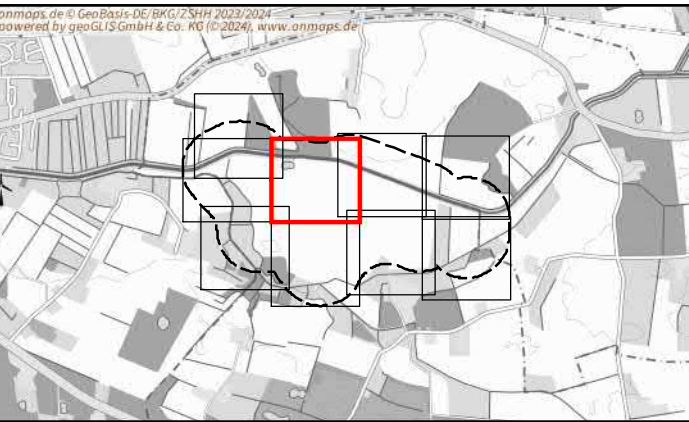 onmaps.de © GeoBasis-DE/BKG/ZSHH 2023/2024
powered by geoGLIS GmbH & Co. KG (© 2024), www.onmaps.de